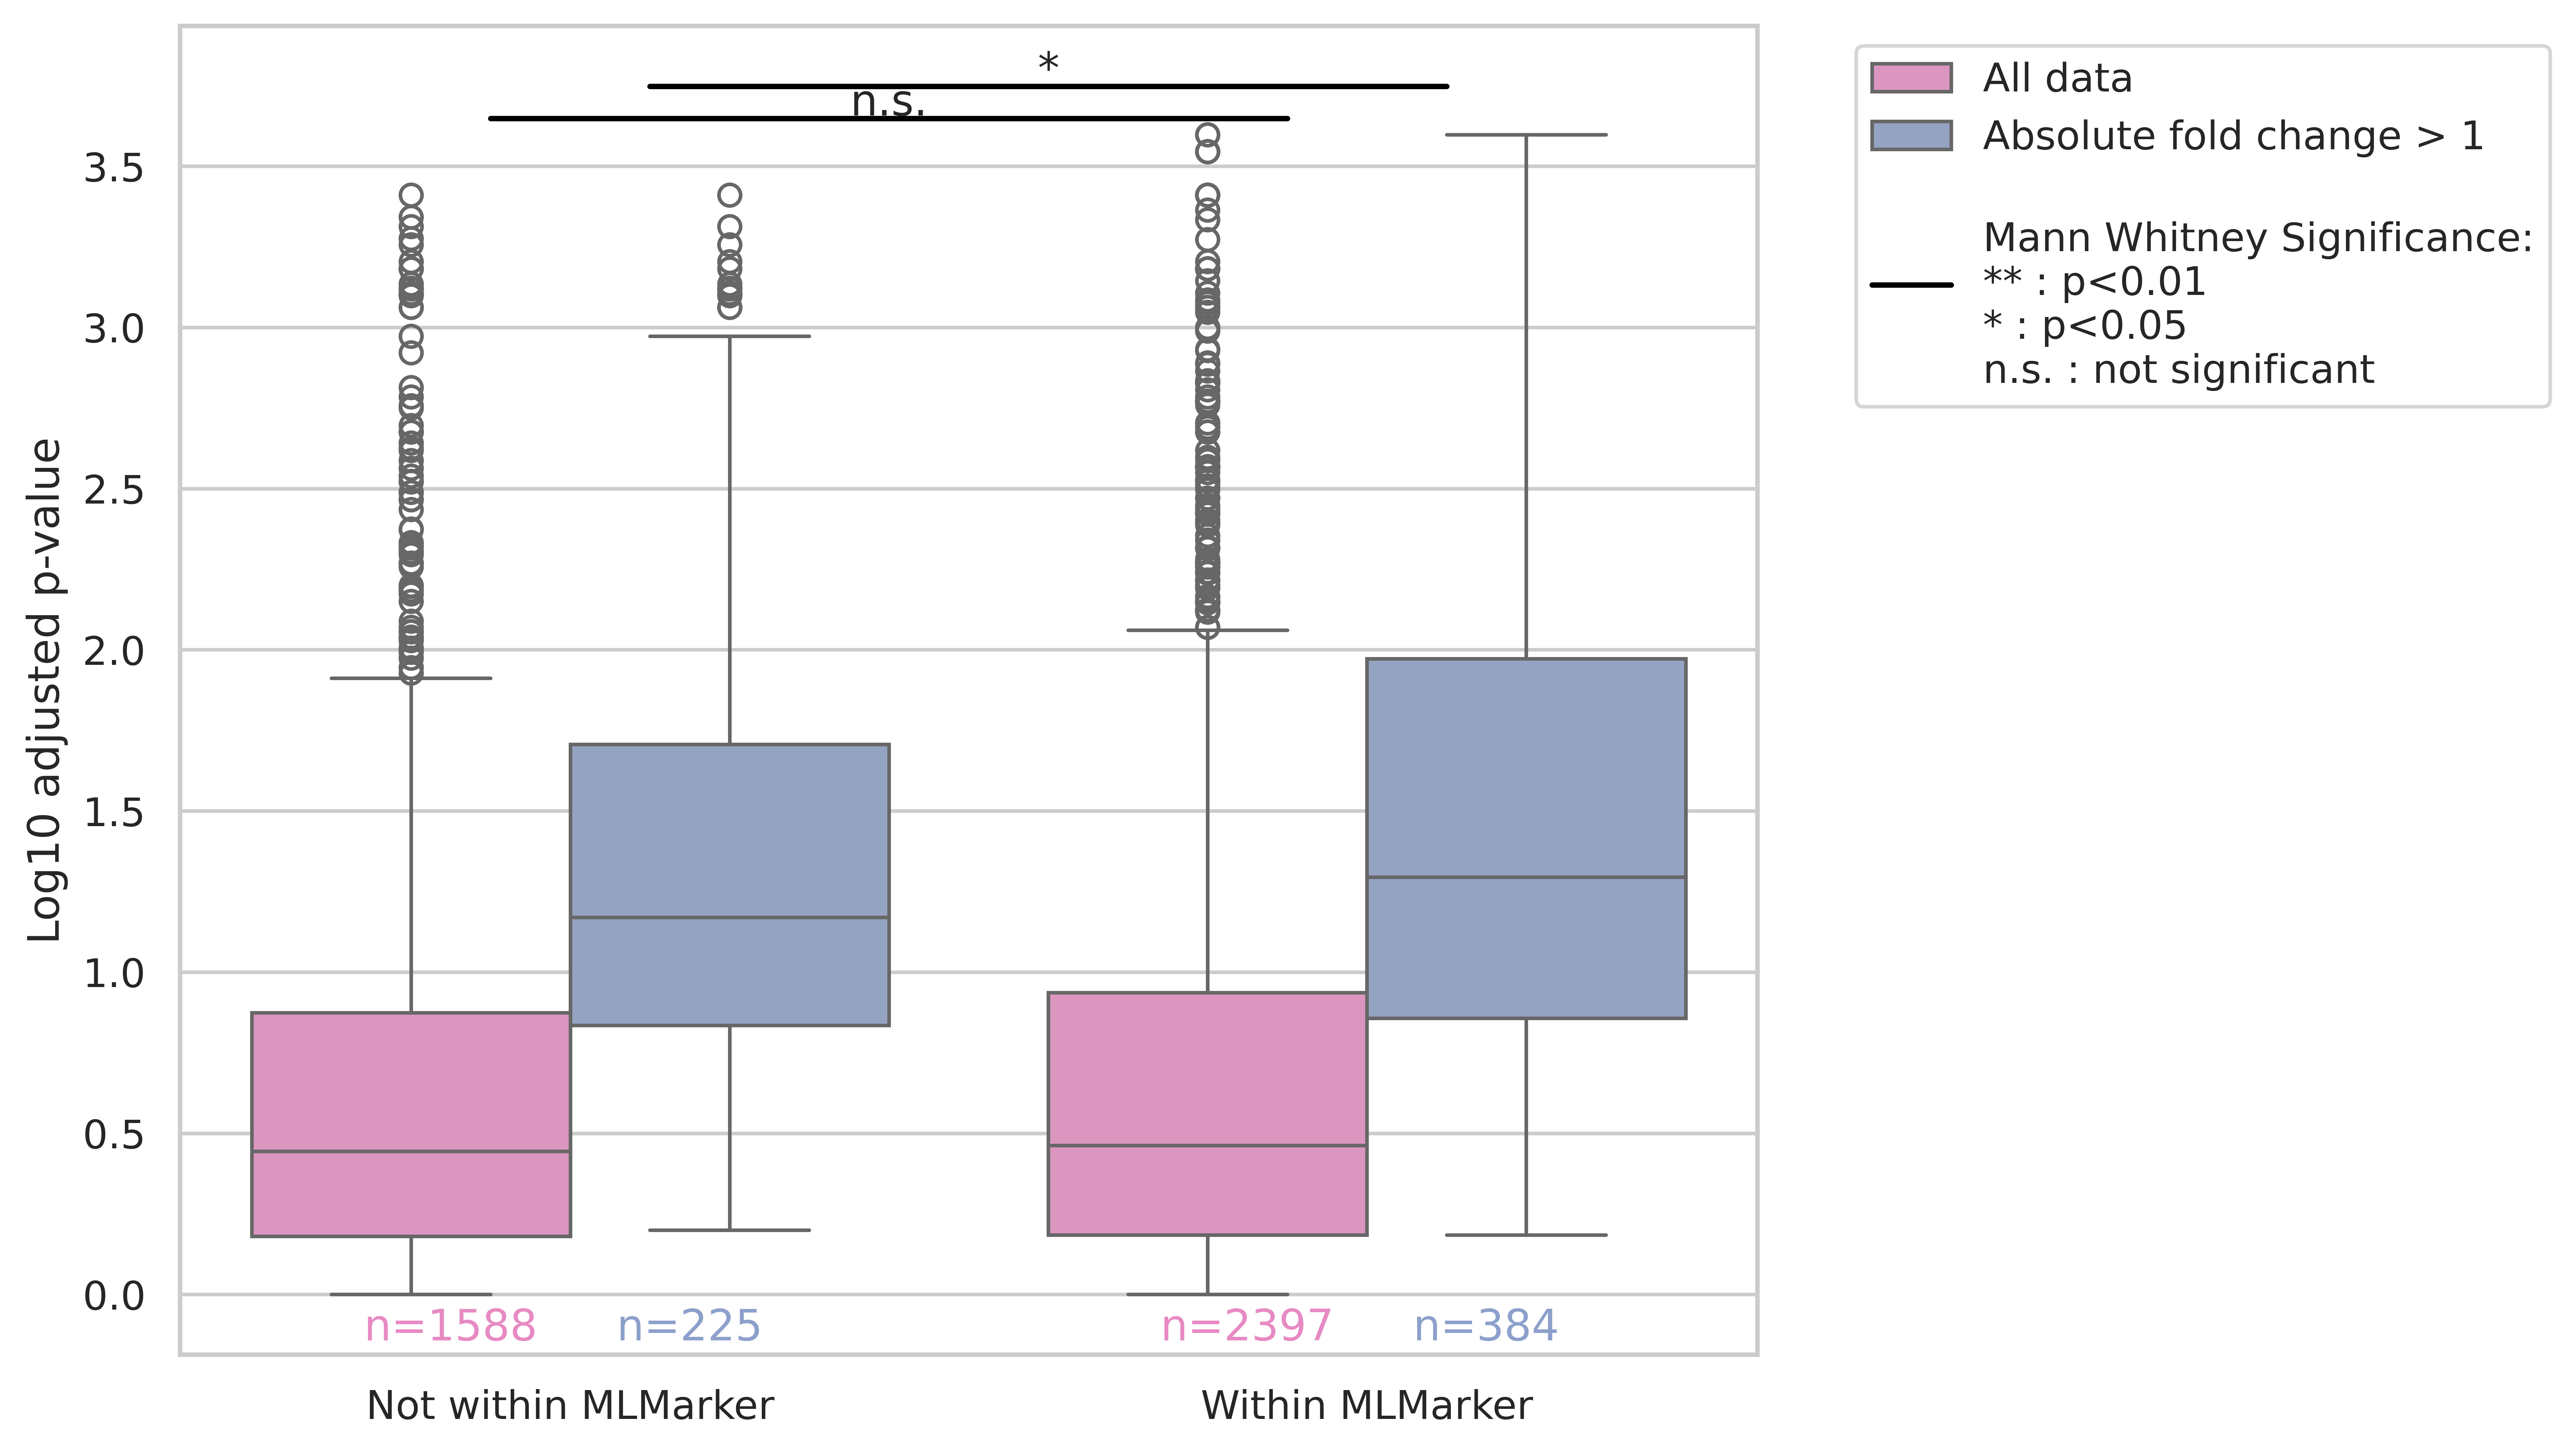 *
n.s.
3.5
3.0
2.5
2.0
1.5
1.0
0.5
0.0
Log10 adjusted p-value
n=1588
n=225
n=2397
n=384
Not within MLMarker
Within MLMarker
All data
Absolute fold change > 1
Mann Whitney Significance:
** : p<0.01
* : p<0.05
n.s. : not significant